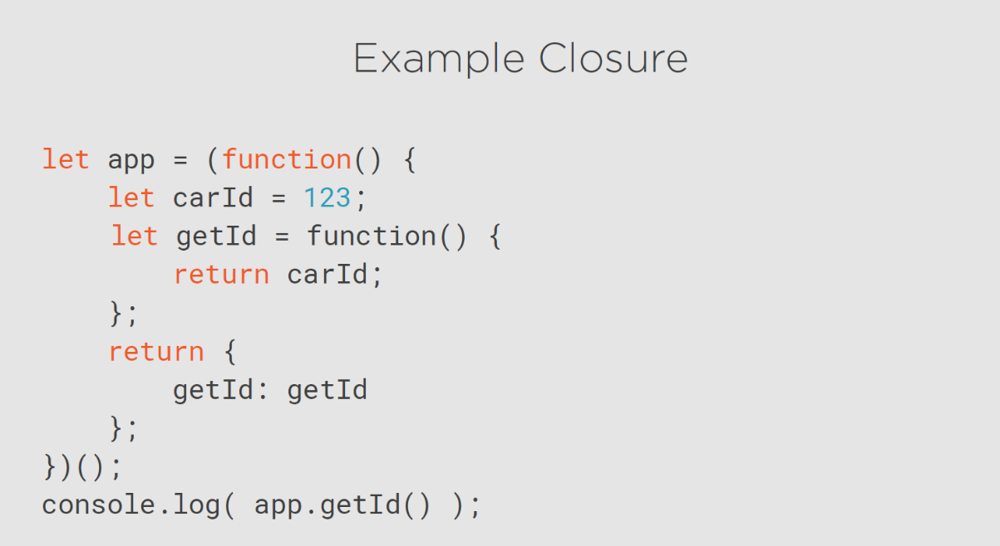 Example Closure
let app = (function() {
    let carId = 123;
    let getId = function() {
        return carId;
    };
    return {
        getId: getId
    };
})();
console.log( app.getId() );